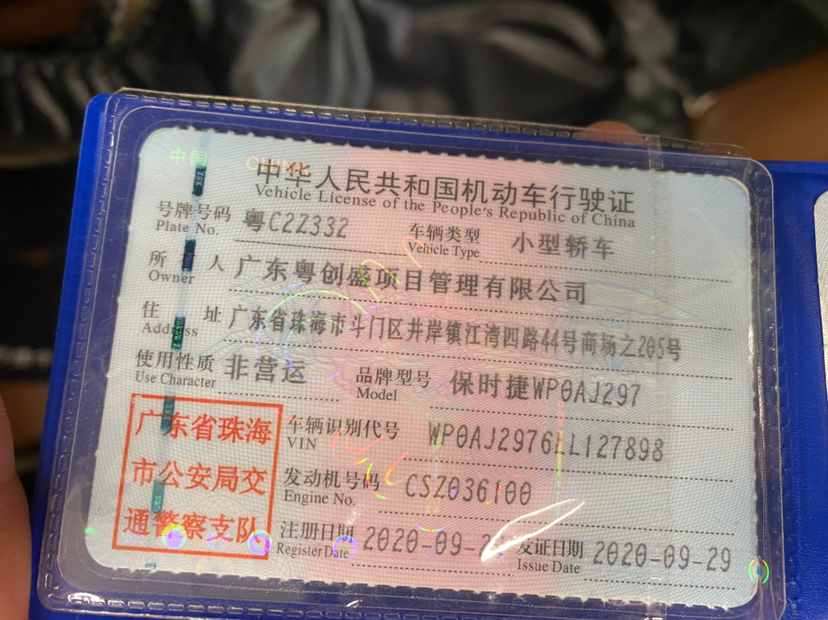 中国 CHINA
中华人民共和国机动车行驶证
Vehicle License of the People's Republic of China
号牌号码 粤C2Z332 车辆类型 小型轿车
Plate No. Vehicle Type
所有人 广东粤创盛项目管理有限公司
Owner
住址 广东省珠海市斗门区井岸镇江湾四路44号商场之205号
Address
使用性质 非营运 品牌型号 保时捷WP0AJ297
Use Character Model
广东省珠海
市公安局交
通警察支队
车辆识别代号 WP0AJ2976LL127898
VIN
发动机号码 CSZ036100
Engine No.
注册日期 2020-09- 发证日期 2020-09-29
Register Date Issue Date